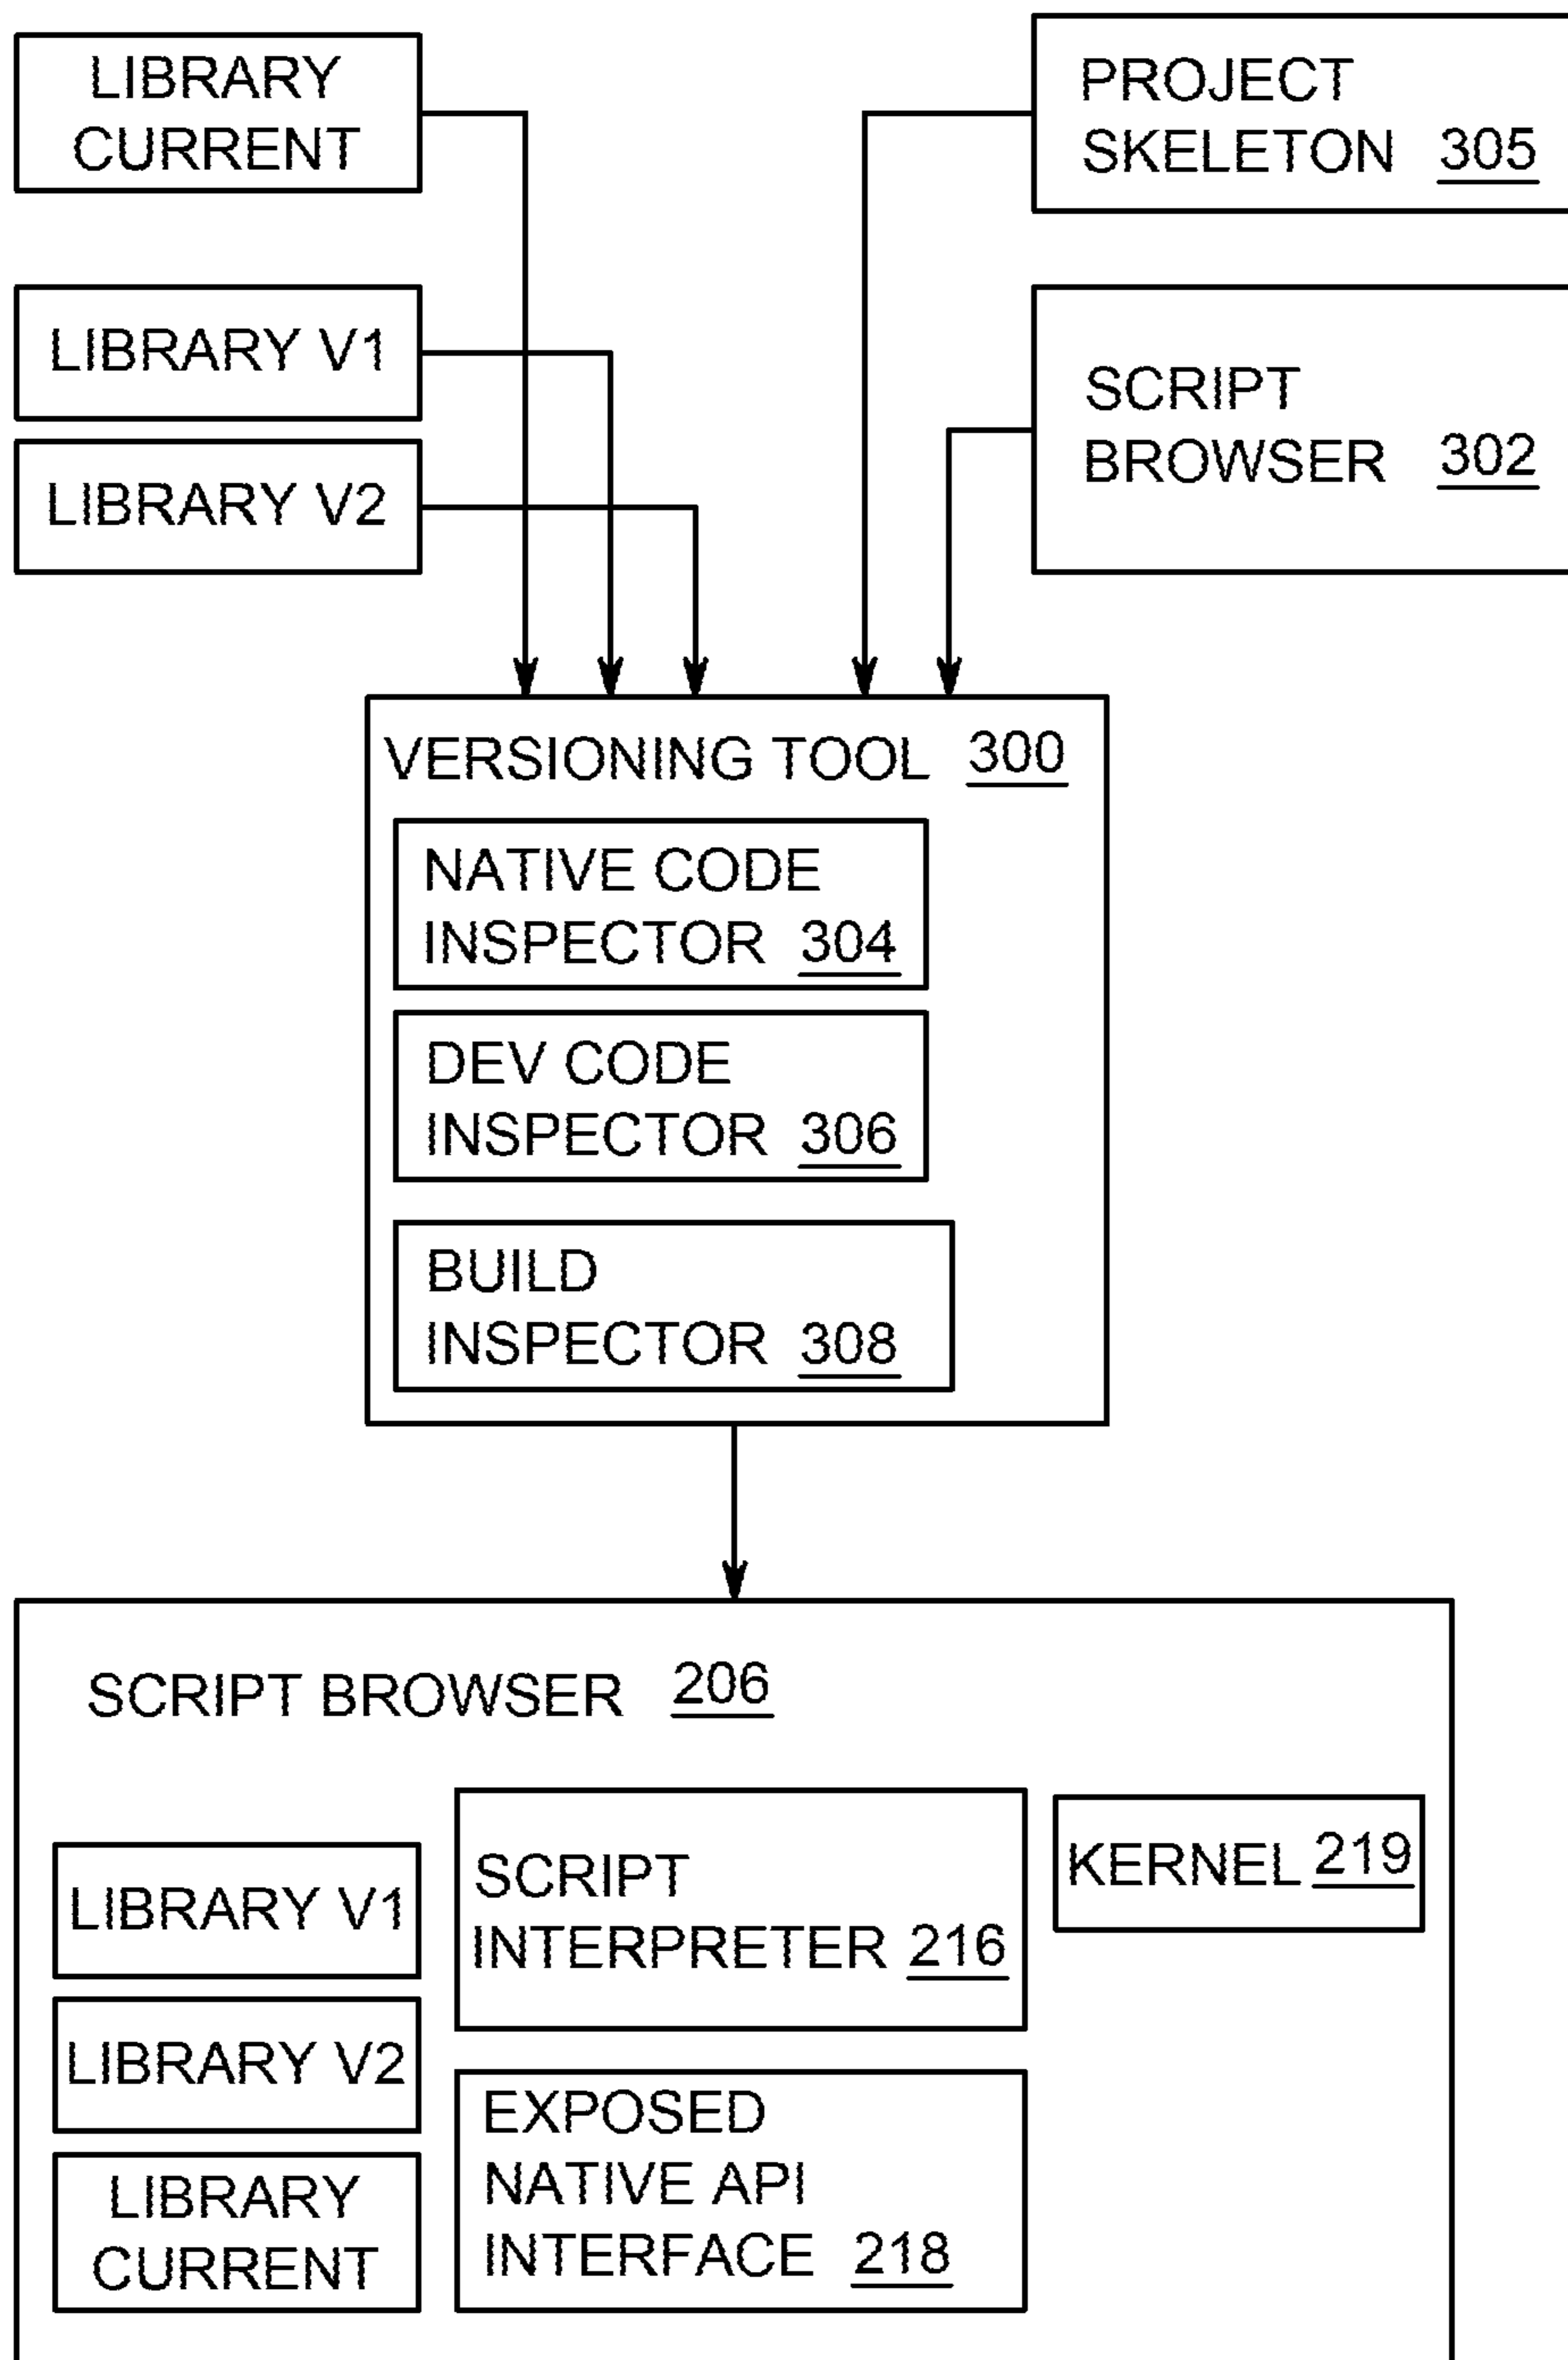 LIBRARY
CURRENT
PROJECT
SKELETON 305
LIBRARY V1
LIBRARY V2
SCRIPT
BROWSER 302
VERSIONING TOOL 300
NATIVE CODE
INSPECTOR 304
DEV CODE
INSPECTOR 306
BUILD
INSPECTOR 308
SCRIPT BROWSER 206
LIBRARY V1
LIBRARY V2
LIBRARY
CURRENT
SCRIPT
INTERPRETER 216
EXPOSED
NATIVE API
INTERFACE 218
KERNEL 219